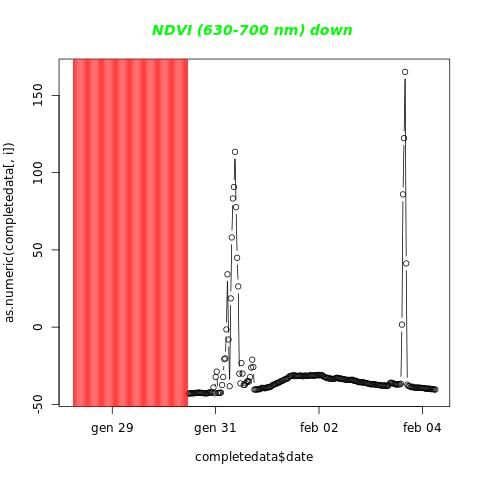 NDVI (630-700 nm) down
as.numeric(completedata[, i])
150
100
50
0
-50
gen 29
gen 31
feb 02
feb 04
completedata$date